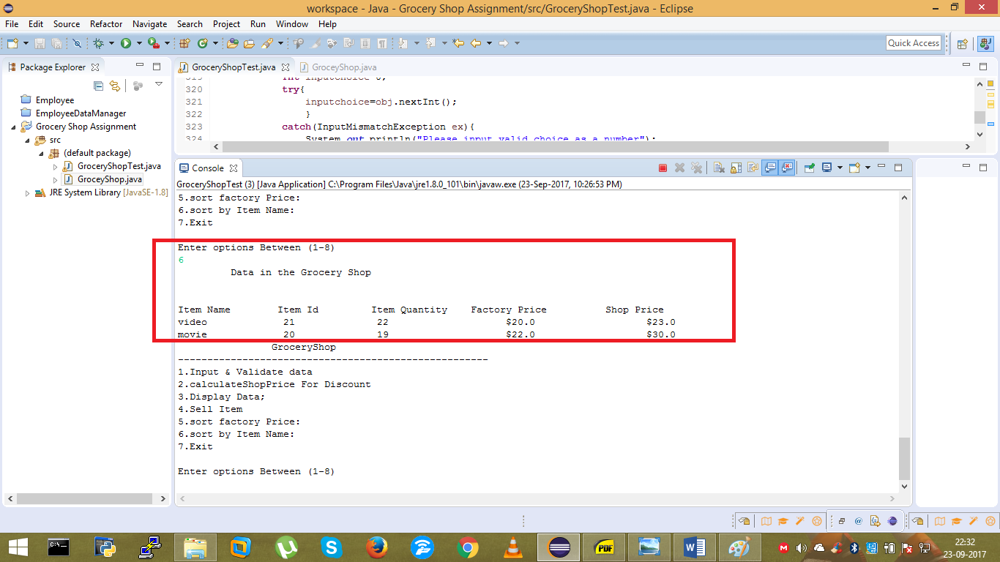 workspace - Java - Grocery Shop Assignment/src/GroceryShopTest.java - Eclipse
File Edit Source Refactor Navigate Search Project Run Window Help
Quick Access
Package Explorer
Employee
EmployeeDataManager
Grocery Shop Assignment
src
(default package)
GroceryShopTest.java
GroceyShop.java
JRE System Library [JavaSE-1.8]
GroceryShopTest.java GroceyShop.java
319 int inputchoice 0;
320 try{
321 inputchoice=obj.nextInt();
322 }
323 catch(InputMismatchException ex){
324 System.out.println("Please input valid choice as a number");
Console
GroceryShopTest (3) [Java Application] C:\Program Files\Java\jre1.8.0_101\bin\javaw.exe (23-Sep-2017, 10:26:53 PM)
5.sort factory Price:
6.sort by Item Name:
7.Exit
Enter options Between (1-8)
6
Data in the Grocery Shop
Item Name Item Id Item Quantity Factory Price Shop Price
video 21 22 $20.0 $23.0
movie 20 19 $22.0 $30.0
GroceryShop
-----------------------------------------------------
1.Input & Validate data
2.calculateShopPrice For Discount
3.Display Data;
4.Sell Item
5.sort factory Price:
6.sort by Item Name:
7.Exit
Enter options Between (1-8)
PDF
22:32
23-09-2017